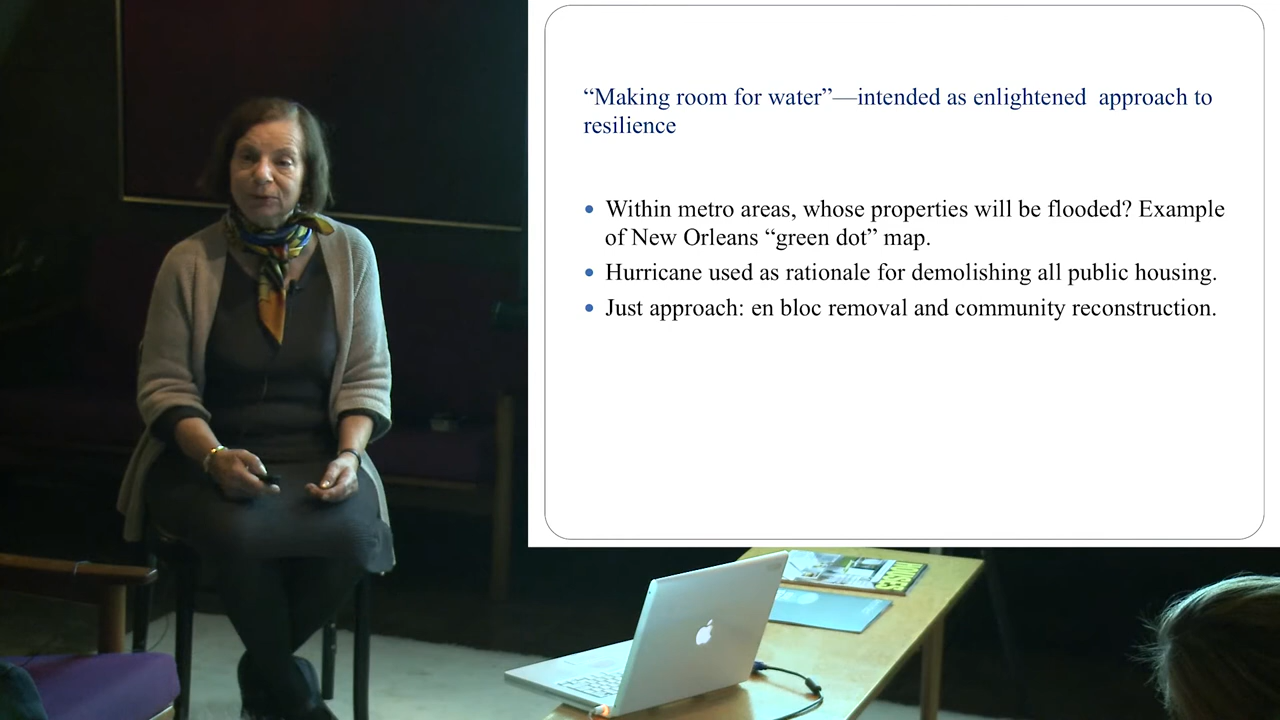 “Making room for water”—intended as enlightened approach to
resilience
• Within metro areas, whose properties will be flooded? Example
of New Orleans “green dot” map.
• Hurricane used as rationale for demolishing all public housing.
• Just approach: en bloc removal and community reconstruction.